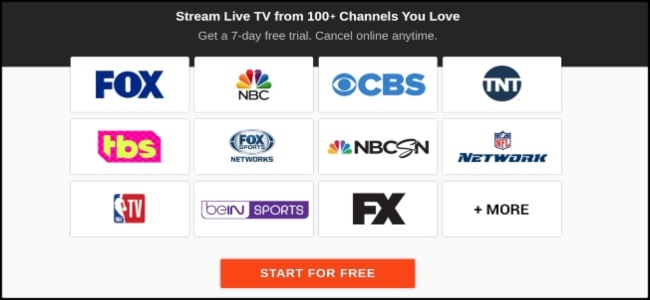 Stream Live TV from 100+ Channels You Love
Get a 7-day free trial. Cancel online anytime.
FOX
NBC
CBS
TNT
tbs
FOX
SPORTS
NETWORKS
NBCSN
NFL
NETWORK
NBA TV
beIN SPORTS
FX
+ MORE
START FOR FREE